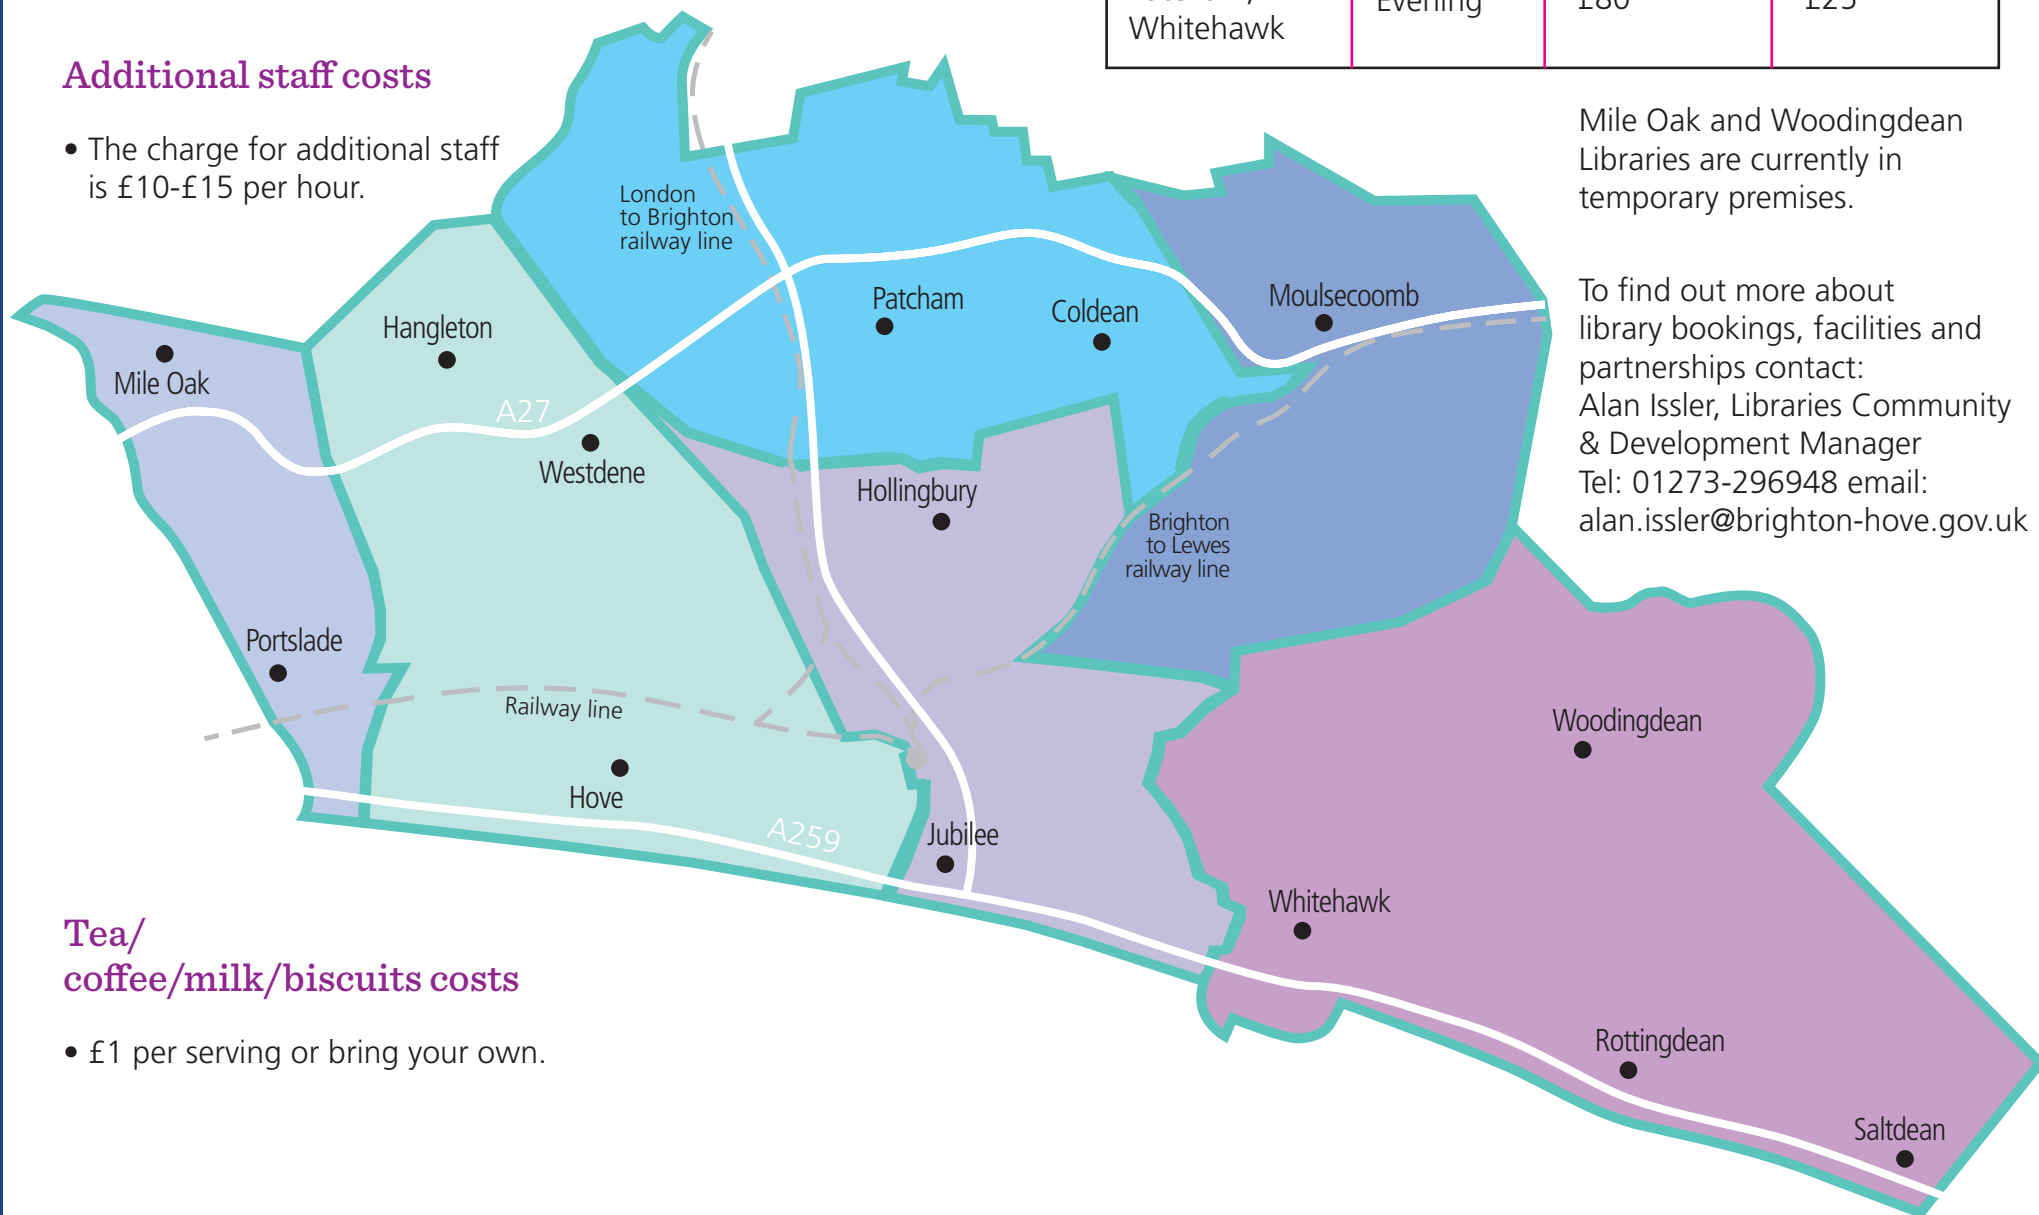 Whitehawk
Evening
£80
£25
Additional staff costs
• The charge for additional staff
is £10-£15 per hour.
Mile Oak and Woodingdean
Libraries are currently in
temporary premises.
To find out more about
library bookings, facilities and
partnerships contact:
Alan Issler, Libraries Community
& Development Manager
Tel: 01273-296948 email:
alan.issler@brighton-hove.gov.uk
London
to Brighton
railway line
Patcham
Coldean
Moulsecoomb
Hangleton
Mile Oak
A27
Westdene
Hollingbury
Brighton
to Lewes
railway line
Portslade
Railway line
Hove
A259
Jubilee
Woodingdean
Whitehawk
Rottingdean
Saltdean
Tea/
coffee/milk/biscuits costs
• £1 per serving or bring your own.